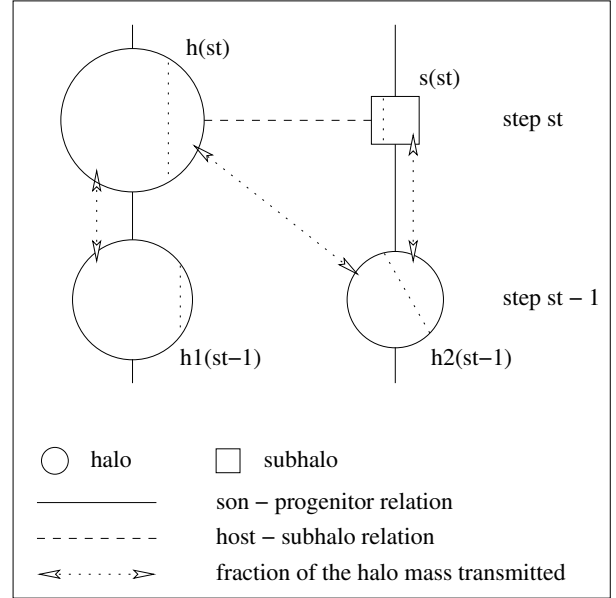 h(st)
s(st)
step st
step st − 1
h1(st−1)
h2(st−1)
halo
subhalo
son − progenitor relation
host − subhalo relation
fraction of the halo mass transmitted